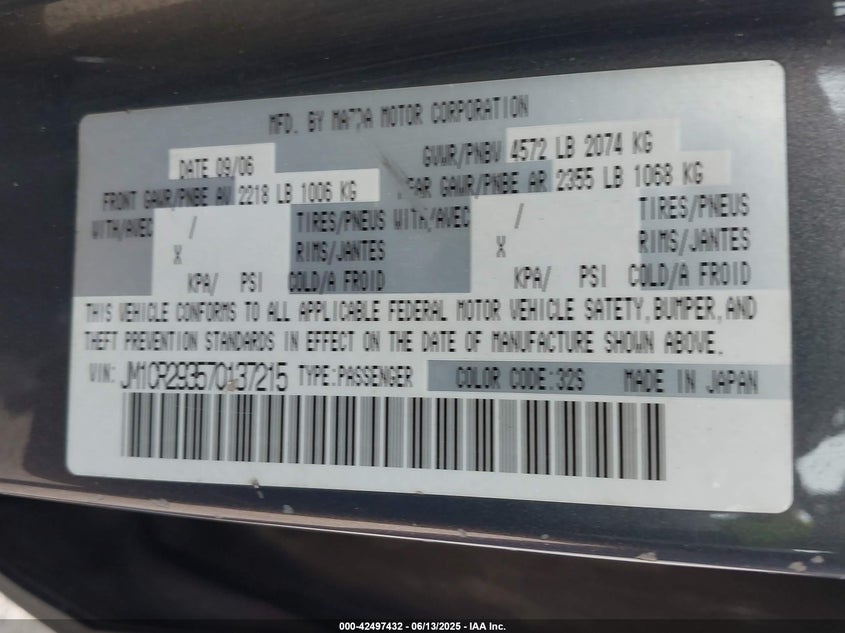 MFD. BY MAZDA MOTOR CORPORATION
DATE 09/06 GVWR/PNBV 4572 LB 2074 KG
FRONT GAWR/PNBE AV 2218 LB 1006 KG REAR GAWR/PNBE AR 2355 LB 1068 KG
WITH/AVEC / TIRES/PNEUS WITH/AVEC / TIRES/PNEUS
X RIMS/JANTES X RIMS/JANTES
KPA/ PSI COLD/A FROID KPA/ PSI COLD/A FROID
THIS VEHICLE CONFORMS TO ALL APPLICABLE FEDERAL MOTOR VEHICLE SAFETY, BUMPER, AND
THEFT PREVENTION STANDARDS IN EFFECT ON THE DATE OF MANUFACTURE SHOWN ABOVE.
VIN: JM1CR293570137215 TYPE:PASSENGER COLOR CODE:32S MADE IN JAPAN
000-42497432 - 06/13/2025 - IAA Inc.